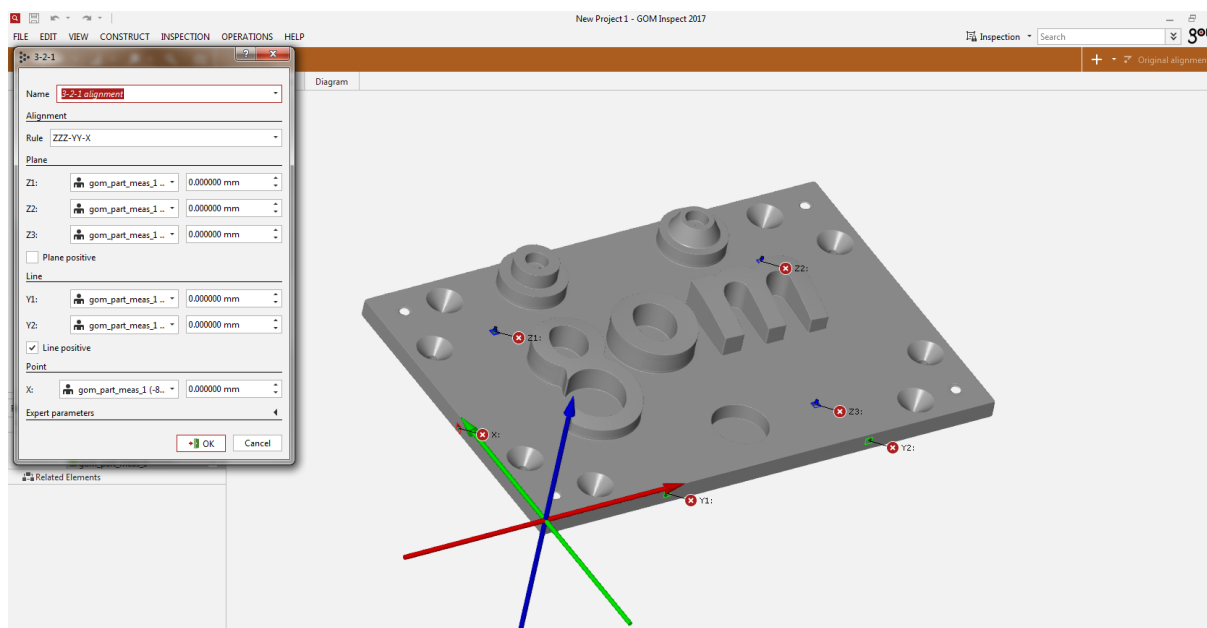 New Project 1 - GOM Inspect 2017
FILE EDIT VIEW CONSTRUCT INSPECTION OPERATIONS HELP
Inspection Search
3-2-1
Original alignment
Name 3-2-1 alignment
Diagram
Alignment
Rule ZZZ-YY-X
Plane
Z1: gom_part_meas_1 .. 0.000000 mm
Z2: gom_part_meas_1 .. 0.000000 mm
Z3: gom_part_meas_1 .. 0.000000 mm
Plane positive
Line
Y1: gom_part_meas_1 .. 0.000000 mm
Y2: gom_part_meas_1 .. 0.000000 mm
Line positive
Point
X: gom_part_meas_1 (-8.. 0.000000 mm
Expert parameters
OK Cancel
Related Elements
Z2:
Z1:
gom
Z3:
X:
Y2:
Y1: